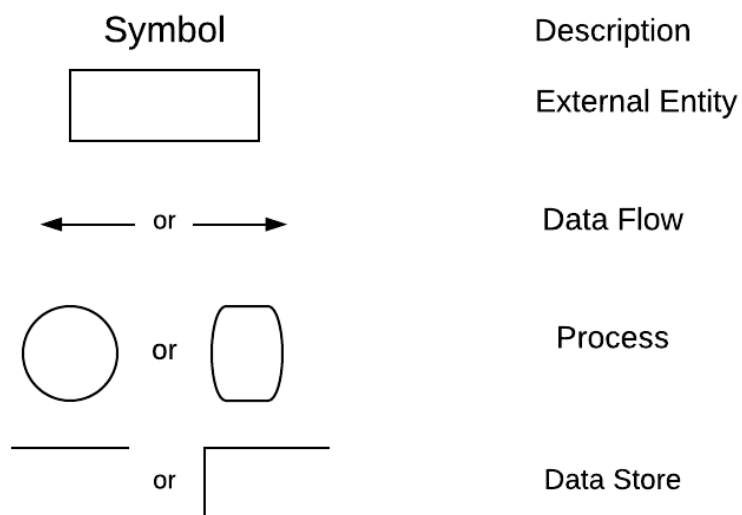 Symbol Description
External Entity
or Data Flow
or Process
or Data Store